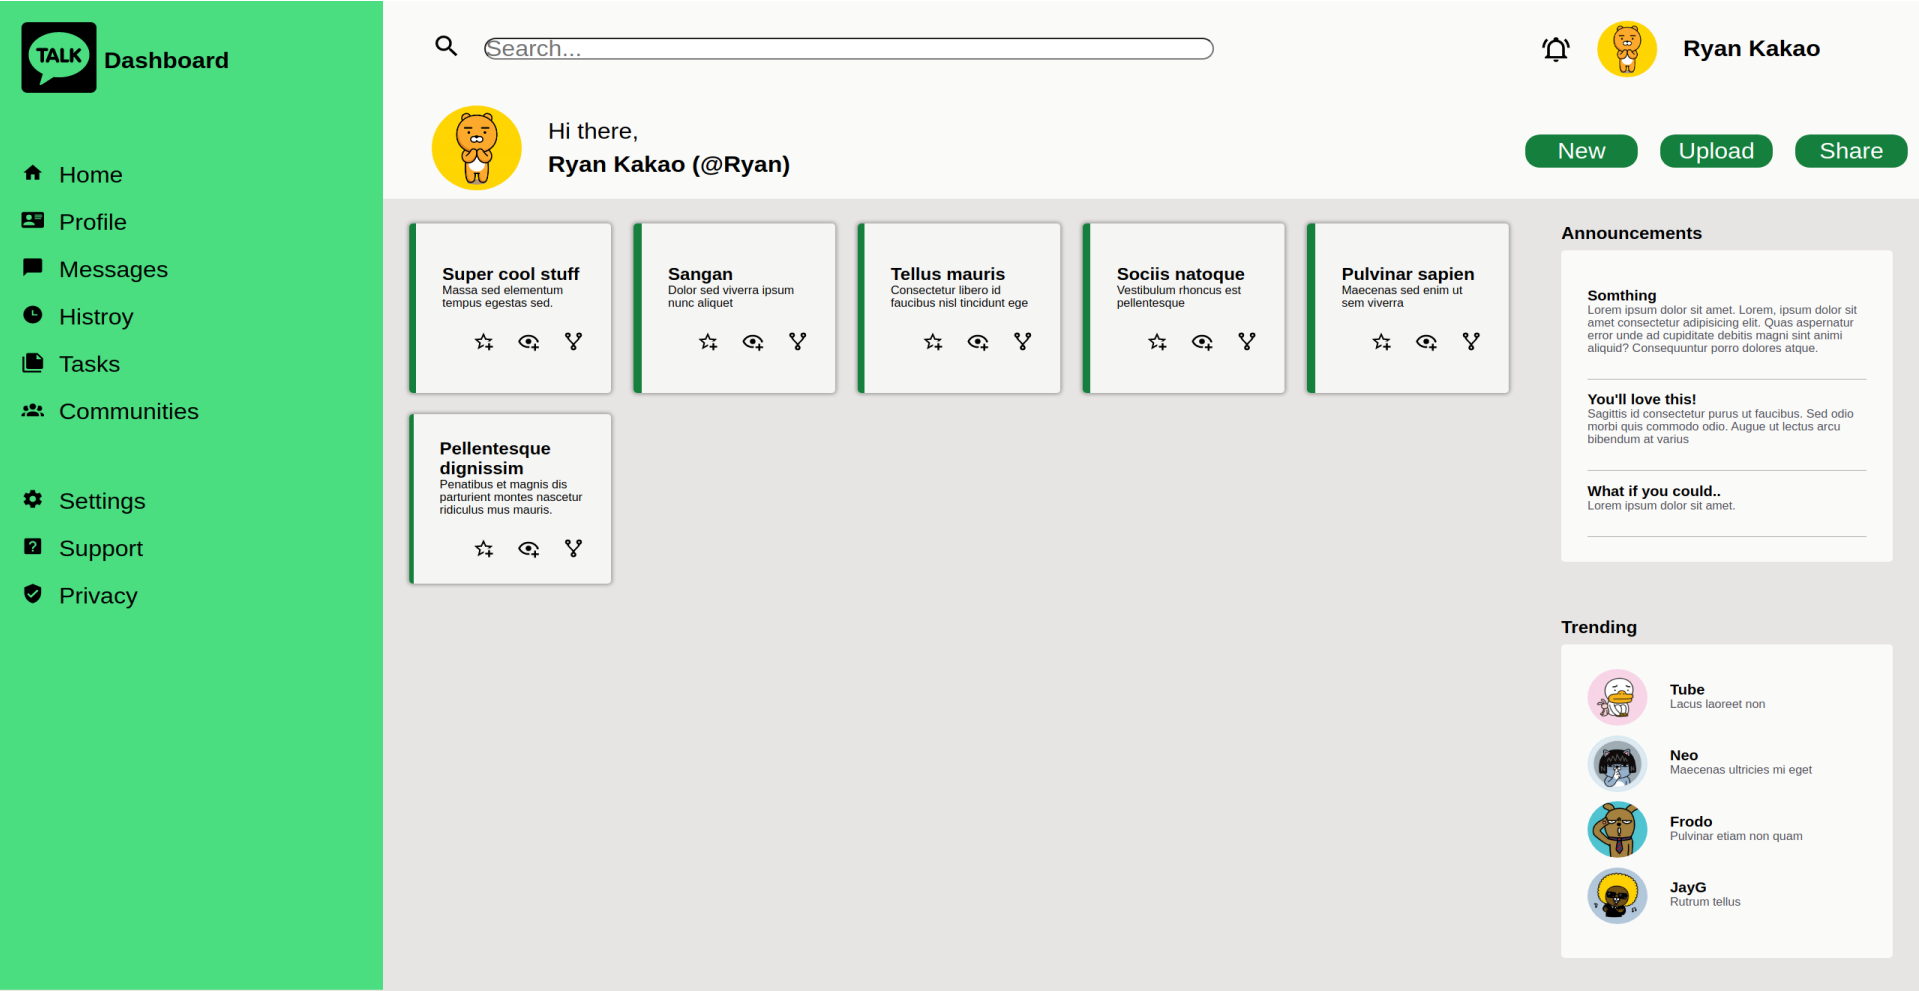 TALK
Dashboard
Home
Profile
Messages
Histroy
Tasks
Communities
Settings
Support
Privacy
Search...
Ryan Kakao
Hi there,
Ryan Kakao (@Ryan)
New
Upload
Share
Super cool stuff
Massa sed elementum
tempus egestas sed.
Sangan
Dolor sed viverra ipsum
nunc aliquet
Tellus mauris
Consectetur libero id
faucibus nisl tincidunt ege
Sociis natoque
Vestibulum rhoncus est
pellentesque
Pulvinar sapien
Maecenas sed enim ut
sem viverra
Pellentesque
dignissim
Penatibus et magnis dis
parturient montes nascetur
ridiculus mus mauris.
Announcements
Somthing
Lorem ipsum dolor sit amet. Lorem, ipsum dolor sit
amet consectetur adipisicing elit. Quas aspernatur
error unde ad cupiditate debitis magni sint animi
aliquid? Consequuntur porro dolores atque.
You'll love this!
Sagittis id consectetur purus ut faucibus. Sed odio
morbi quis commodo odio. Augue ut lectus arcu
bibendum at varius
What if you could..
Lorem ipsum dolor sit amet.
Trending
Tube
Lacus laoreet non
Neo
Maecenas ultricies mi eget
Frodo
Pulvinar etiam non quam
JayG
Rutrum tellus